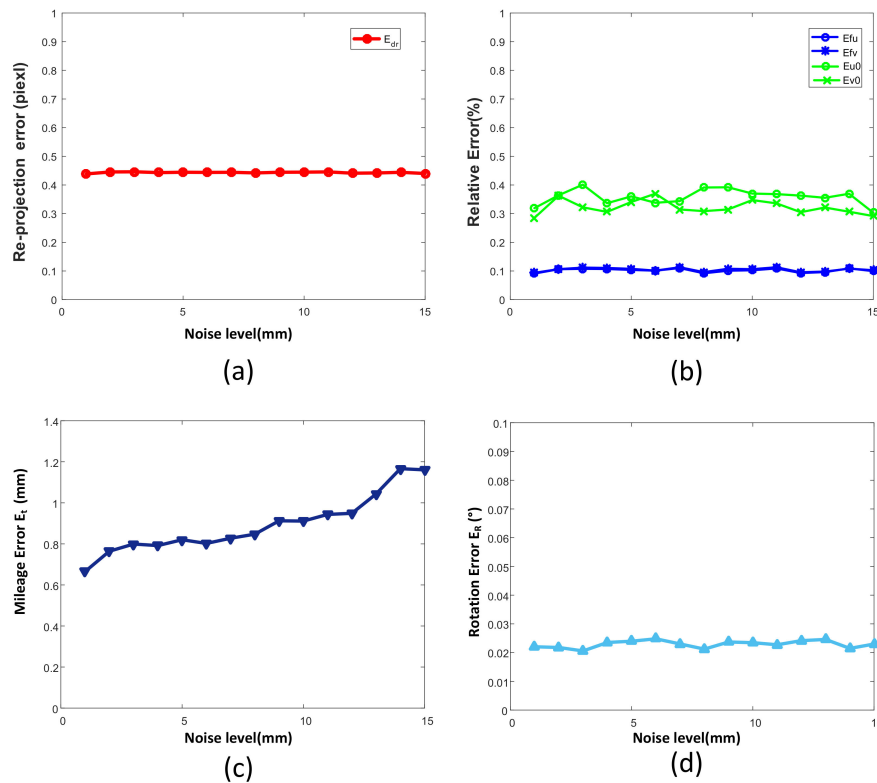 1
0.9
0.8
0.7
0.6
0.5
0.4
0.3
0.2
0.1
0
Re-projection error (piexl)
E_dr
0 5 10 15
Noise level(mm)
(a)
1
0.9
0.8
0.7
0.6
0.5
0.4
0.3
0.2
0.1
0
Relative Error(%)
Efu
Efv
Eu0
Ev0
0 5 10 15
Noise level(mm)
(b)
1.4
1.2
1
0.8
0.6
0.4
0.2
0
Mileage Error E_t (mm)
0 5 10 15
Noise level(mm)
(c)
0.1
0.09
0.08
0.07
0.06
0.05
0.04
0.03
0.02
0.01
0
Rotation Error E_R (°)
0 5 10 1
Noise level(mm)
(d)